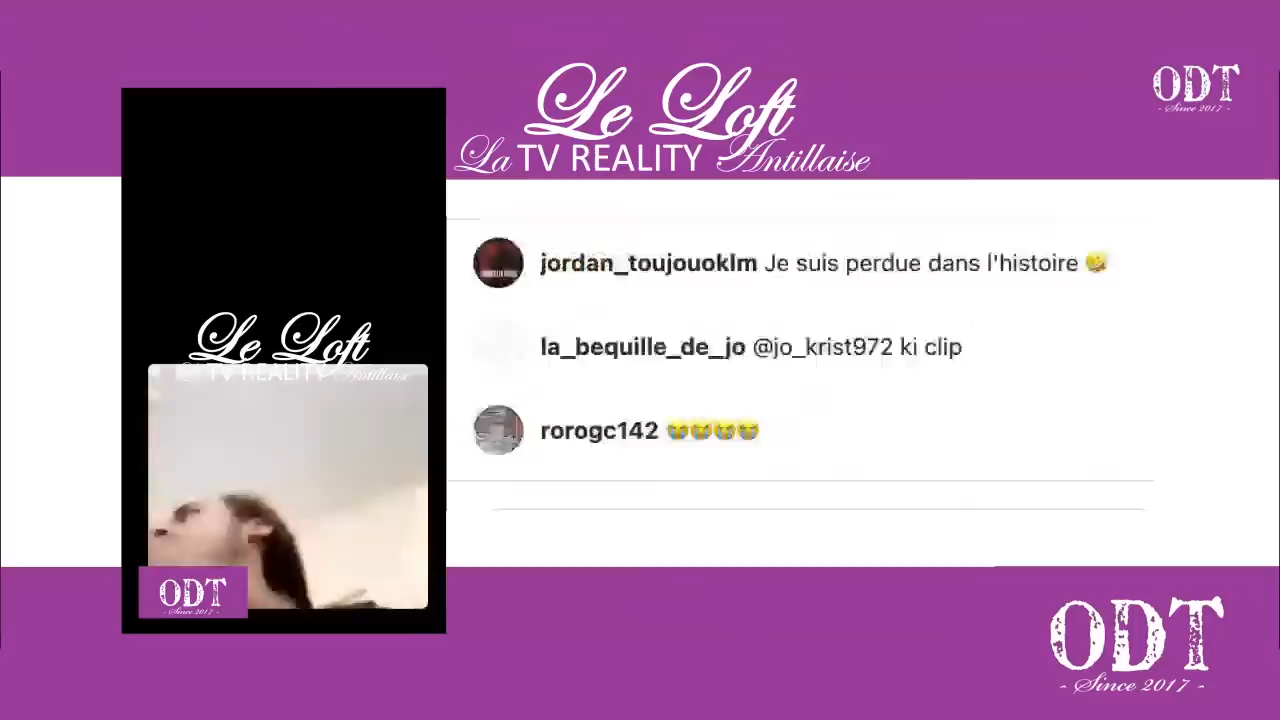 Le Loft
La TV REALITY Antillaise
ODT
- Since 2017 -
jordan_toujouoklm Je suis perdue dans l'histoire
la_bequille_de_jo @jo_krist972 ki clip
rorogc142
Le Loft
TV REALITY Antillaise
ODT
- Since 2017 -
ODT
- Since 2017 -